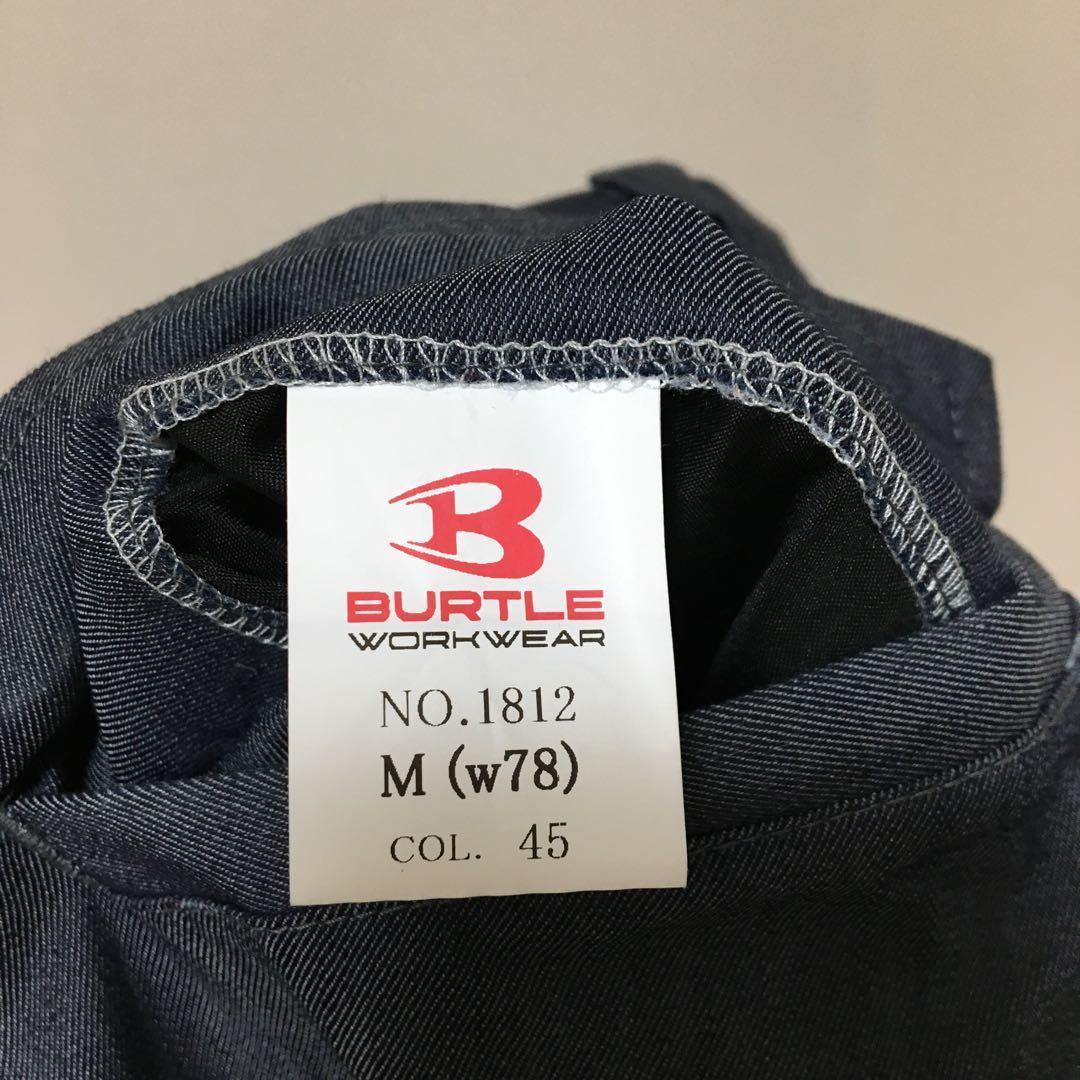 B
BURTLE
WORKWEAR
NO.1812
M (w78)
COL. 45